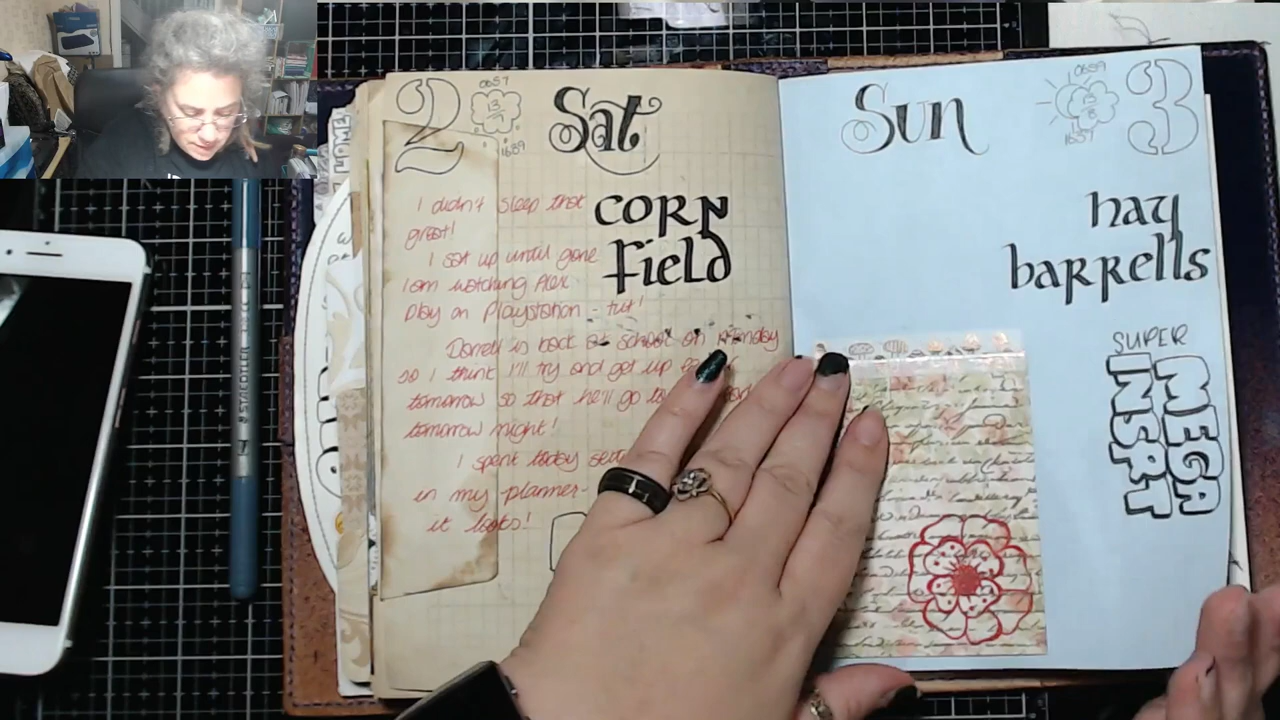 2
0657
Sat
1659
I didn't sleep that
great!
I sat up until gone
1am watching Alex
Play on Playstation - tut!
Darrell is back at school on Monday
so I think I'll try and get up
tomorrow so that he'll go to
tomorrow night!
I spent today
in my planner -
it looks!
CORN
field
Sun
0659
1657
3
hay
barrells
SUPER
MEGA
INSPT
HOME